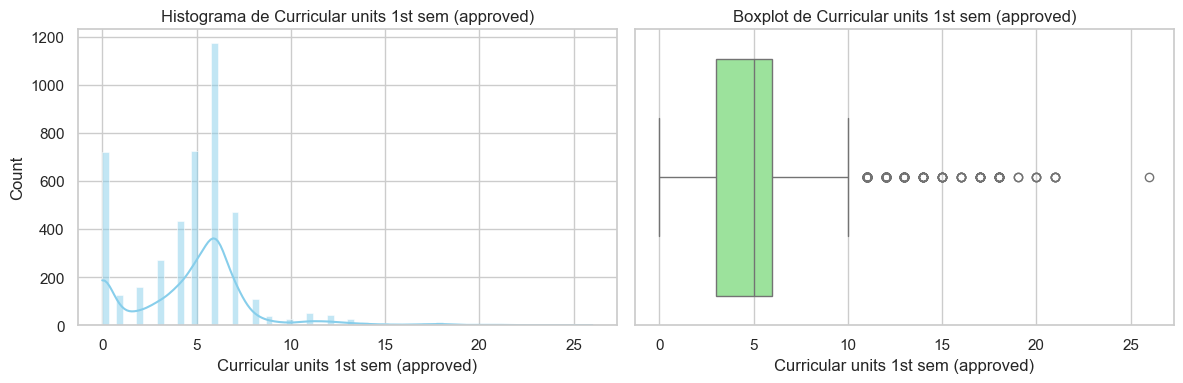 Histograma de Curricular units 1st sem (approved)
1200
1000
800
600
400
200
0
Count
0 5 10 15 20 25
Curricular units 1st sem (approved)
Boxplot de Curricular units 1st sem (approved)
0 5 10 15 20 25
Curricular units 1st sem (approved)